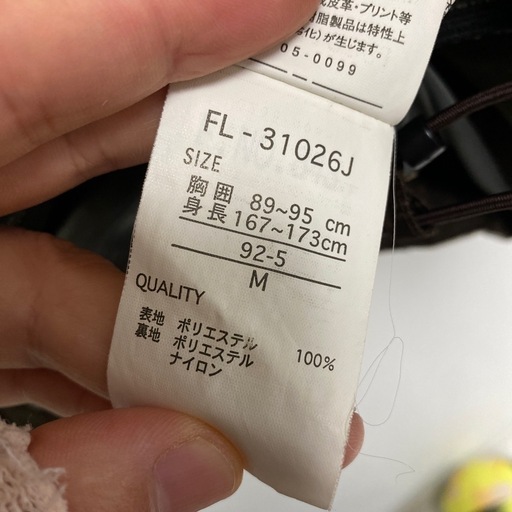 皮革・プリント等
樹脂製品は特性上
化)が生じます。
05-0099
FL-31026J
SIZE
胸囲 89~95 cm
身長 167~173cm
92-5
M
QUALITY
表地 ポリエステル 100%
裏地 ポリエステル
ナイロン